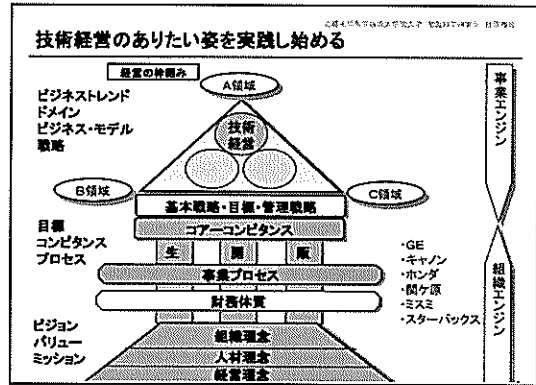 技術経営のありたい姿を実践し始める
経営の枠組み
A領域
ビジネストレンド
ドメイン
ビジネス・モデル
戦略
技術
経営
B領域
C領域
基本戦略・目標・管理戦略
コアーコンピタンス
目標
コンピタンス
プロセス
生
開
販
事業プロセス
財務体質
・GE
・キャノン
・ホンダ
・関ケ原
・ミスミ
・スターバックス
ビジョン
バリュー
ミッション
組織理念
人材理念
経営理念
事業エンジン
組織エンジン